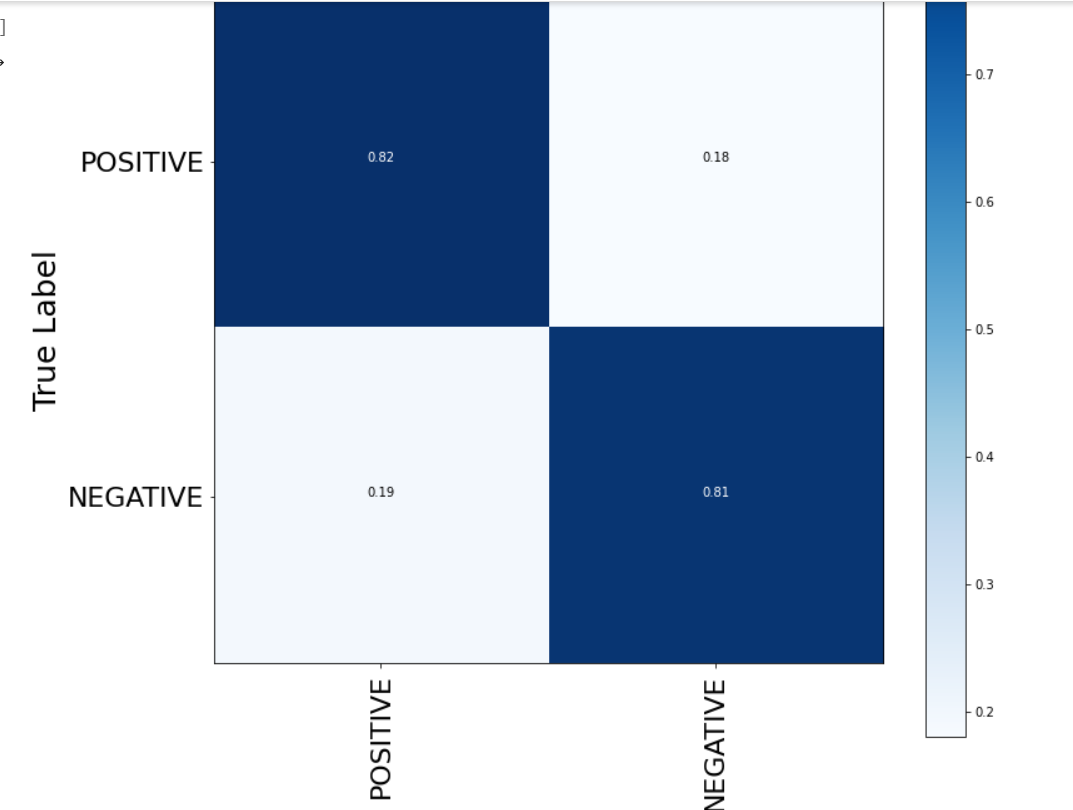 ]
0.7
POSITIVE
0.82
0.18
0.6
True Label
0.5
0.4
NEGATIVE
0.19
0.81
0.3
0.2
POSITIVE
NEGATIVE